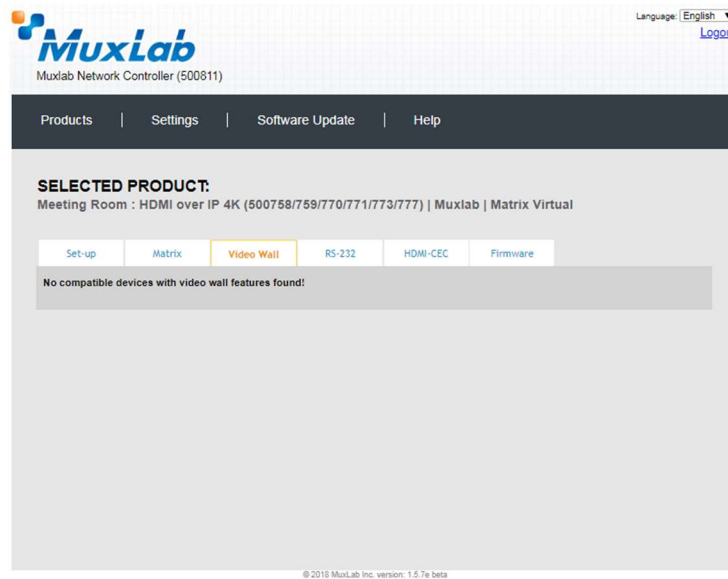 Language: English
MuxLab
Muxlab Network Controller (500811)
Products | Settings | Software Update | Help
SELECTED PRODUCT:
Meeting Room : HDMI over IP 4K (500758/759/770/771/773/777) | Muxlab | Matrix Virtual
Set-up Matrix Video Wall RS-232 HDMI-CEC Firmware
No compatible devices with video wall features found!
© 2018 MuxLab Inc. version: 1.5.7e beta